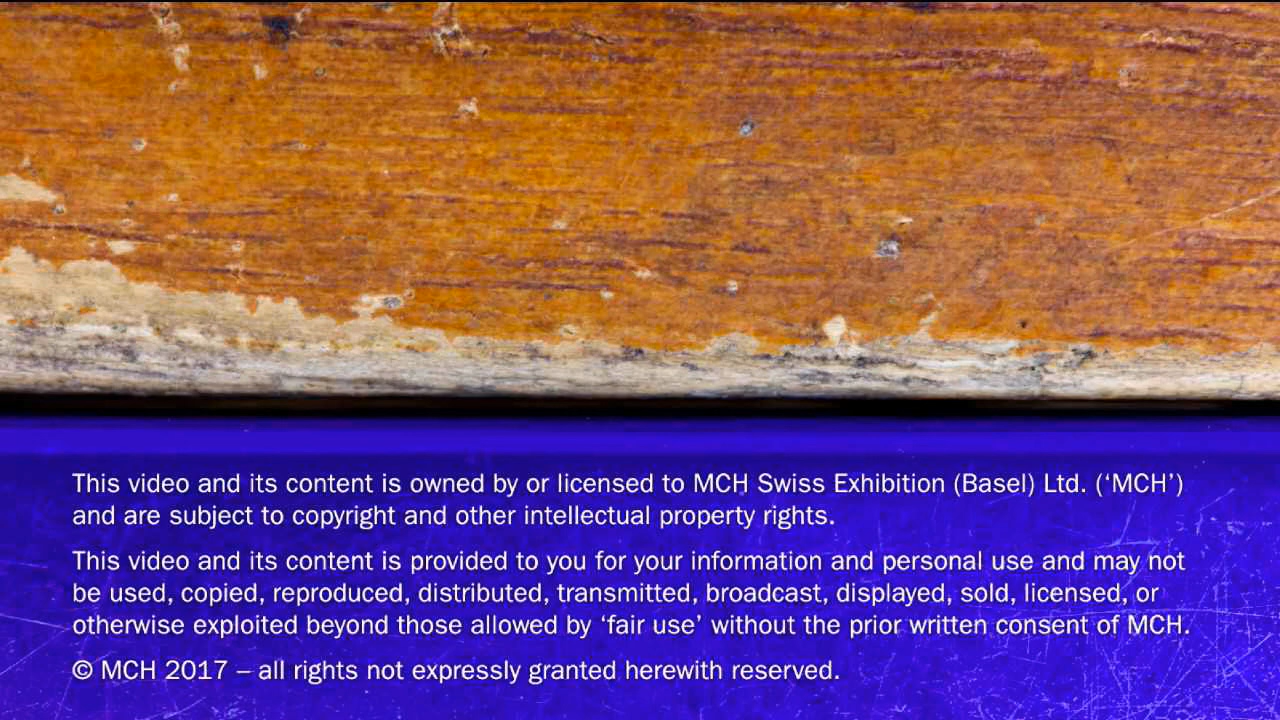 This video and its content is owned by or licensed to MCH Swiss Exhibition (Basel) Ltd. (‘MCH’)
and are subject to copyright and other intellectual property rights.
This video and its content is provided to you for your information and personal use and may not
be used, copied, reproduced, distributed, transmitted, broadcast, displayed, sold, licensed, or
otherwise exploited beyond those allowed by ‘fair use’ without the prior written consent of MCH.
© MCH 2017 – all rights not expressly granted herewith reserved.